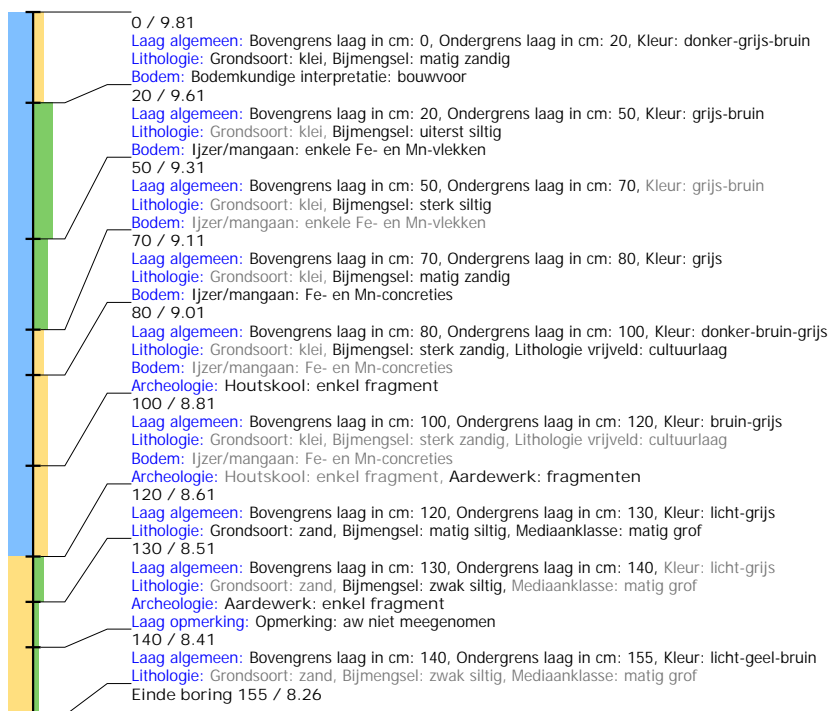 0 / 9.81
Laag algemeen: Bovengrens laag in cm: 0, Ondergrens laag in cm: 20, Kleur: donker-grijs-bruin
Lithologie: Grondsoort: klei, Bijmengsel: matig zandig
Bodem: Bodemkundige interpretatie: bouwvoor
20 / 9.61
Laag algemeen: Bovengrens laag in cm: 20, Ondergrens laag in cm: 50, Kleur: grijs-bruin
Lithologie: Grondsoort: klei, Bijmengsel: uiterst siltig
Bodem: Ijzer/mangaan: enkele Fe- en Mn-vlekken
50 / 9.31
Laag algemeen: Bovengrens laag in cm: 50, Ondergrens laag in cm: 70, Kleur: grijs-bruin
Lithologie: Grondsoort: klei, Bijmengsel: sterk siltig
Bodem: Ijzer/mangaan: enkele Fe- en Mn-vlekken
70 / 9.11
Laag algemeen: Bovengrens laag in cm: 70, Ondergrens laag in cm: 80, Kleur: grijs
Lithologie: Grondsoort: klei, Bijmengsel: matig zandig
Bodem: Ijzer/mangaan: Fe- en Mn-concreties
80 / 9.01
Laag algemeen: Bovengrens laag in cm: 80, Ondergrens laag in cm: 100, Kleur: donker-bruin-grijs
Lithologie: Grondsoort: klei, Bijmengsel: sterk zandig, Lithologie vrijveld: cultuurlaag
Bodem: Ijzer/mangaan: Fe- en Mn-concreties
Archeologie: Houtskool: enkel fragment
100 / 8.81
Laag algemeen: Bovengrens laag in cm: 100, Ondergrens laag in cm: 120, Kleur: bruin-grijs
Lithologie: Grondsoort: klei, Bijmengsel: sterk zandig, Lithologie vrijveld: cultuurlaag
Bodem: Ijzer/mangaan: Fe- en Mn-concreties
Archeologie: Houtskool: enkel fragment, Aardewerk: fragmenten
120 / 8.61
Laag algemeen: Bovengrens laag in cm: 120, Ondergrens laag in cm: 130, Kleur: licht-grijs
Lithologie: Grondsoort: zand, Bijmengsel: matig siltig, Mediaanklasse: matig grof
130 / 8.51
Laag algemeen: Bovengrens laag in cm: 130, Ondergrens laag in cm: 140, Kleur: licht-grijs
Lithologie: Grondsoort: zand, Bijmengsel: zwak siltig, Mediaanklasse: matig grof
Archeologie: Aardewerk: enkel fragment
Laag opmerking: Opmerking: aw niet meegenomen
140 / 8.41
Laag algemeen: Bovengrens laag in cm: 140, Ondergrens laag in cm: 155, Kleur: licht-geel-bruin
Lithologie: Grondsoort: zand, Bijmengsel: zwak siltig, Mediaanklasse: matig grof
Einde boring 155 / 8.26